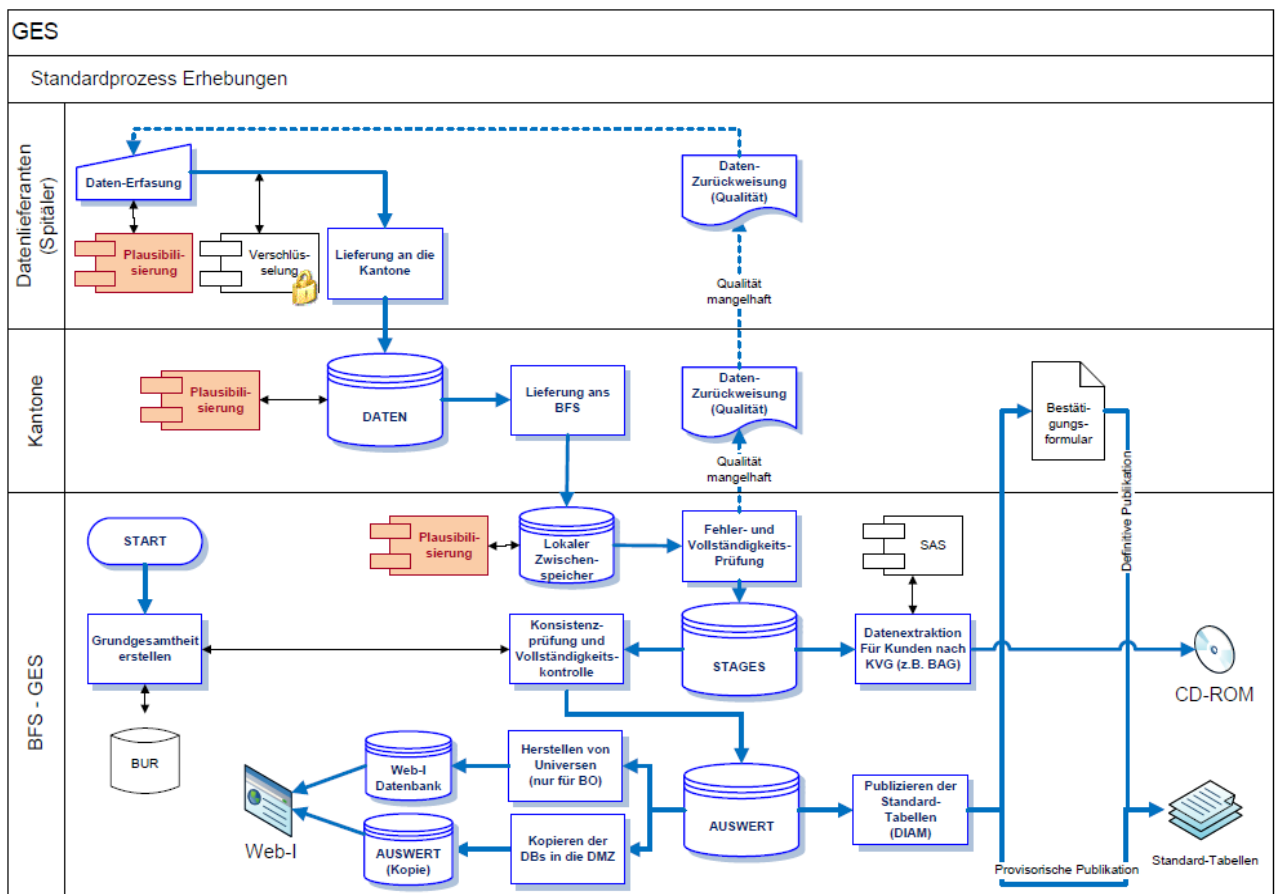 GES
Standardprozess Erhebungen
Datenlieferanten
(Spitäler)
Daten-Erfasung
Plausibili-
sierung
Verschlüs-
selung
Lieferung an die
Kantone
Daten-
Zurückweisung
(Qualität)
Qualität
mangelhaft
Kantone
Plausibili-
sierung
DATEN
Lieferung ans
BFS
Daten-
Zurückweisung
(Qualität)
Qualität
mangelhaft
Bestäti-
gungs-
formular
Definitive Publikation
BFS - GES
START
Plausibili-
sierung
Lokaler
Zwischen-
speicher
Fehler- und
Vollständigkeits-
Prüfung
SAS
Grundgesamtheit
erstellen
Konsistenz-
prüfung und
Vollständigkeits-
kontrolle
STAGES
Datenextraktion
Für Kunden nach
KVG (z.B. BAG)
CD-ROM
BUR
Web-I
Datenbank
Herstellen von
Universen
(nur für BO)
AUSWERT
Publizieren der
Standard-
Tabellen
(DIAM)
Web-I
AUSWERT
(Kopie)
Kopieren der
DBs in die DMZ
Provisorische Publikation
Standard-Tabellen